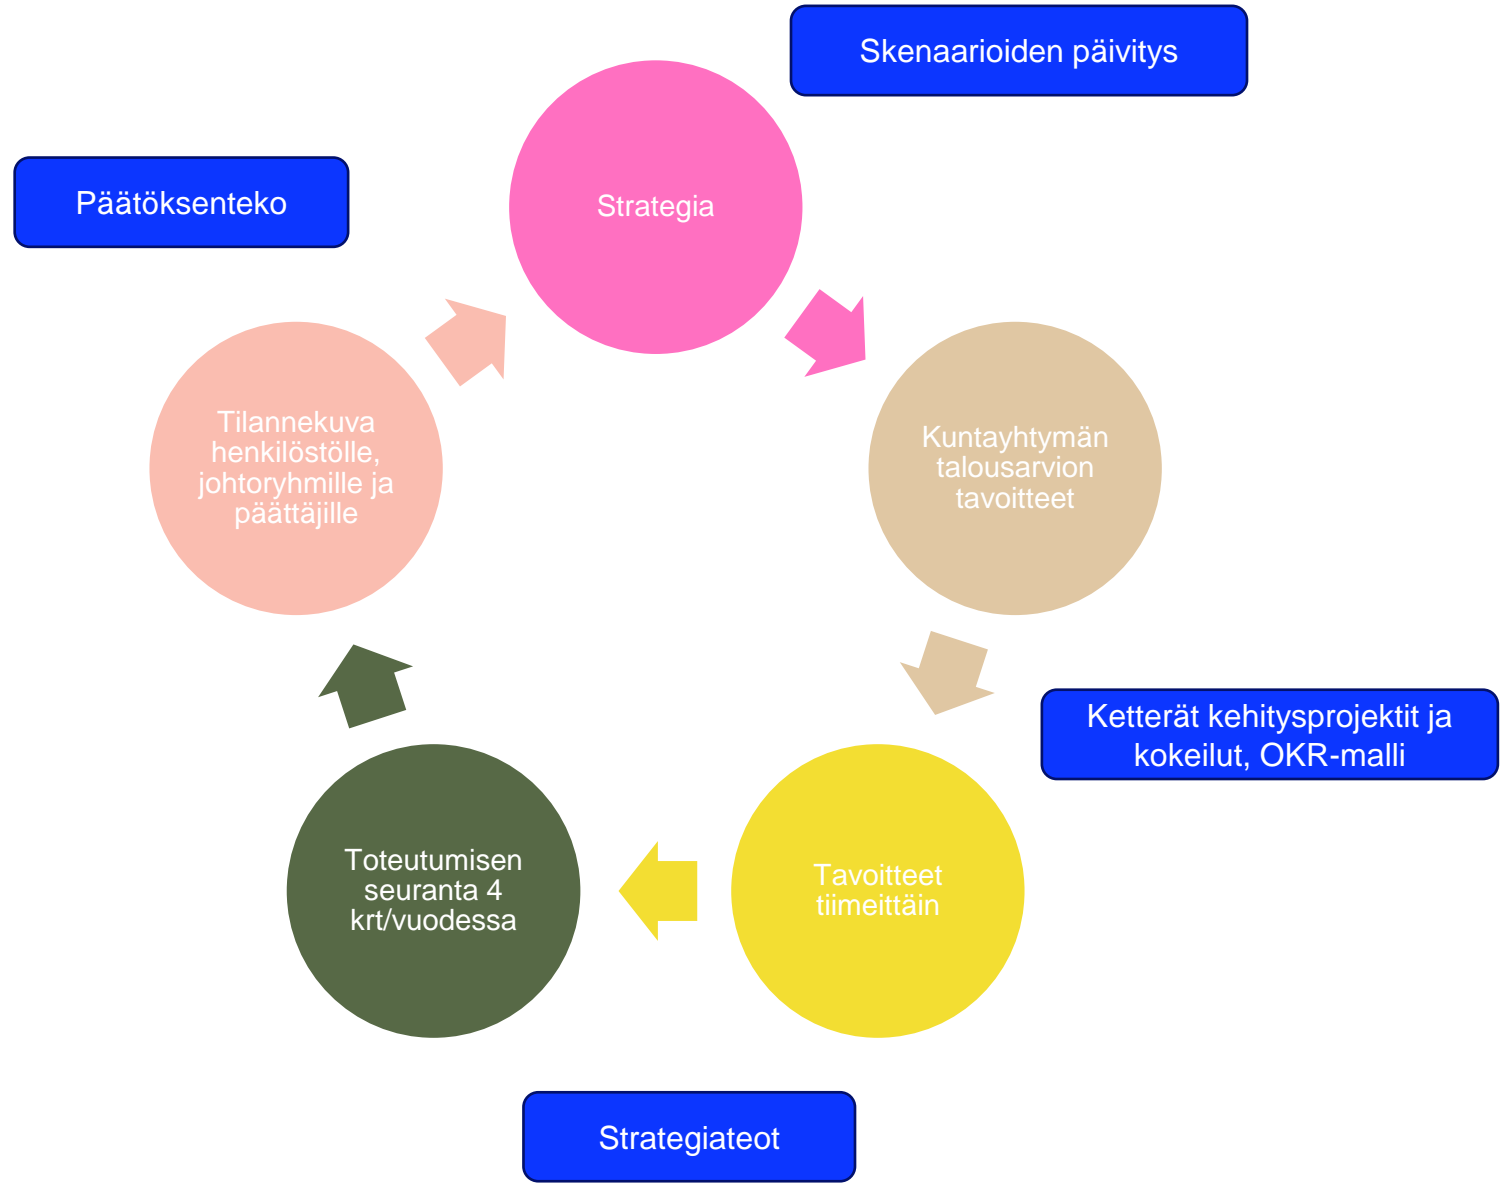 Skenaarioiden päivitys
Päätöksenteko
Strategia
Tilannekuva
henkilöstölle,
johtoryhmille ja
päättäjille
Kuntayhtymän
talousarvion
tavoitteet
Ketterät kehitysprojektit ja
kokeilut, OKR-malli
Toteutumisen
seuranta 4
krt/vuodessa
Tavoitteet
tiimeittäin
Strategiateot